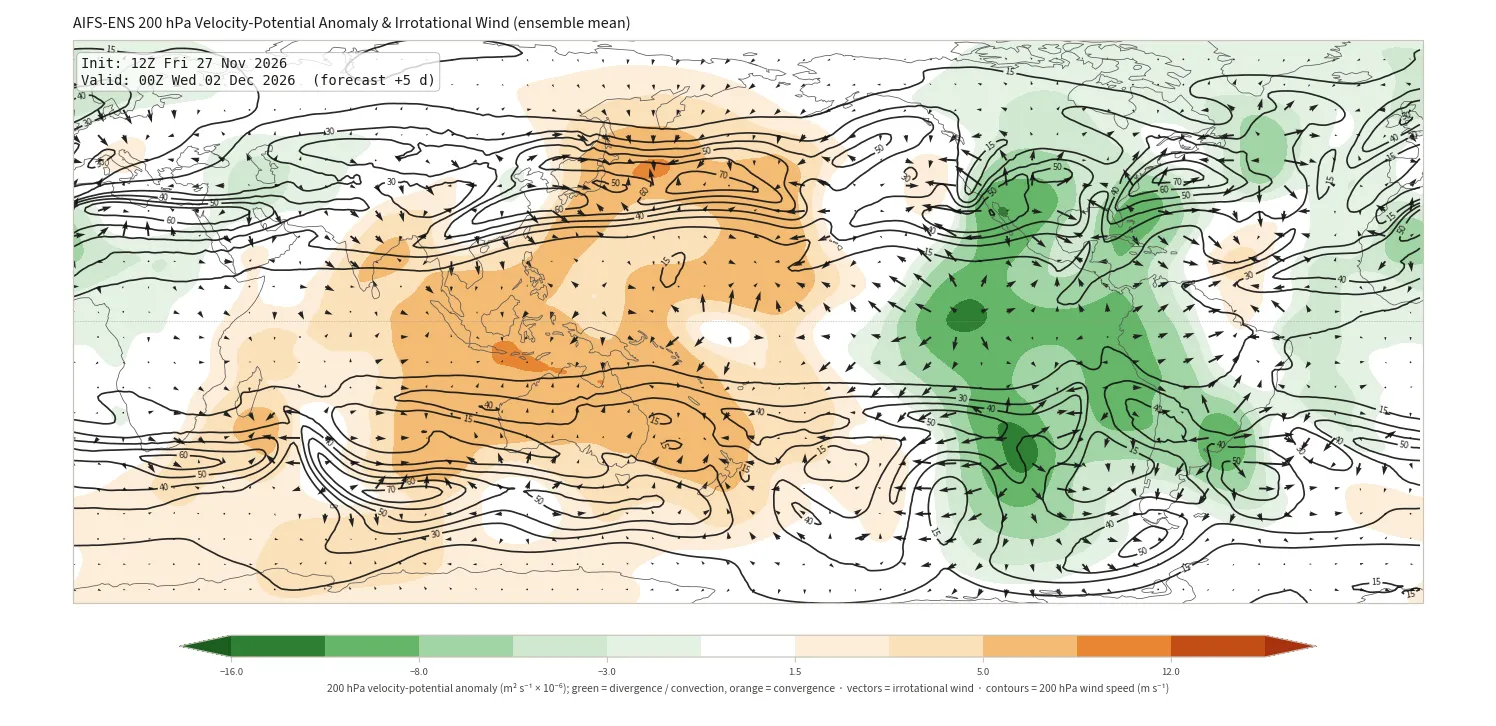 AIFS-ENS 200 hPa Velocity-Potential Anomaly & Irrotational Wind (ensemble mean)
Init: 12Z Fri 27 Nov 2026
Valid: 00Z Wed 02 Dec 2026 (forecast +5 d)
−16.0 −8.0 −3.0 1.5 5.0 12.0
200 hPa velocity-potential anomaly (m² s⁻¹ × 10⁻⁶); green = divergence / convection, orange = convergence · vectors = irrotational wind · contours = 200 hPa wind speed (m s⁻¹)